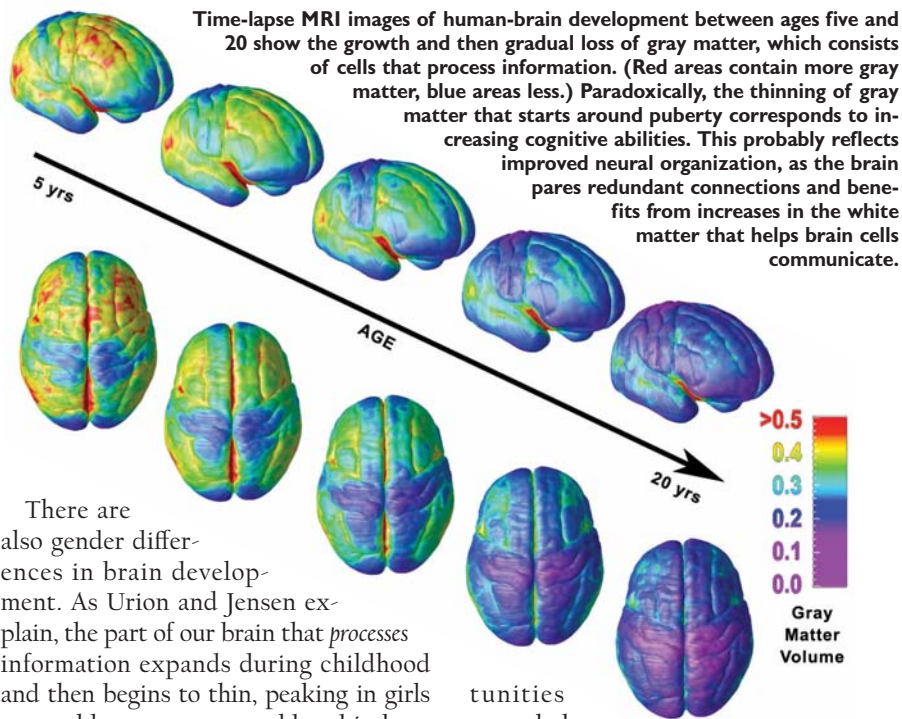 Time-lapse MRI images of human-brain development between ages five and
20 show the growth and then gradual loss of gray matter, which consists
of cells that process information. (Red areas contain more gray
matter, blue areas less.) Paradoxically, the thinning of gray
matter that starts around puberty corresponds to in-
creasing cognitive abilities. This probably reflects
improved neural organization, as the brain
pares redundant connections and bene-
fits from increases in the white
matter that helps brain cells
communicate.
5 yrs
AGE
20 yrs
>0.5
0.4
0.3
0.2
0.1
0.0
Gray
Matter
Volume
There are
also gender differ-
ences in brain develop-
ment. As Urion and Jensen ex-
plain, the part of our brain that processes
information expands during childhood
and then begins to thin, peaking in girls
tunities